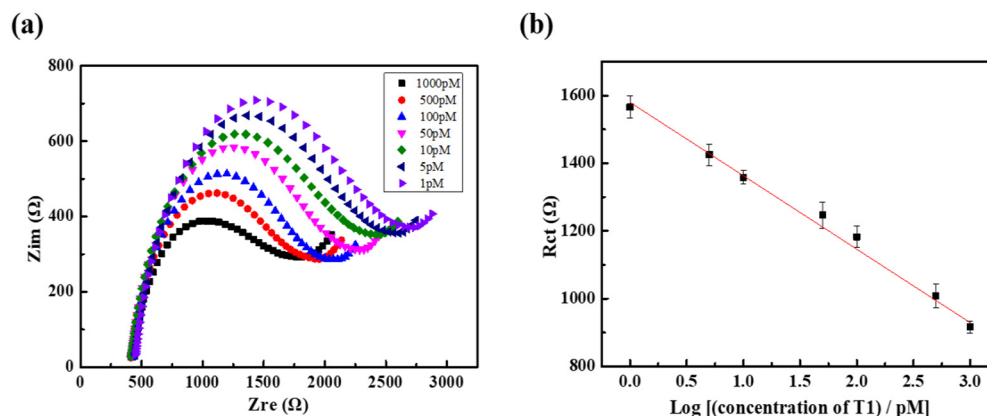 (a)
800
600
400
200
0
0 500 1000 1500 2000 2500 3000
Zim (Ω)
Zre (Ω)
1000pM
500pM
100pM
50pM
10pM
5pM
1pM
(b)
1600
1400
1200
1000
800
0.0 0.5 1.0 1.5 2.0 2.5 3.0
Rct (Ω)
Log [(concentration of T1) / pM]